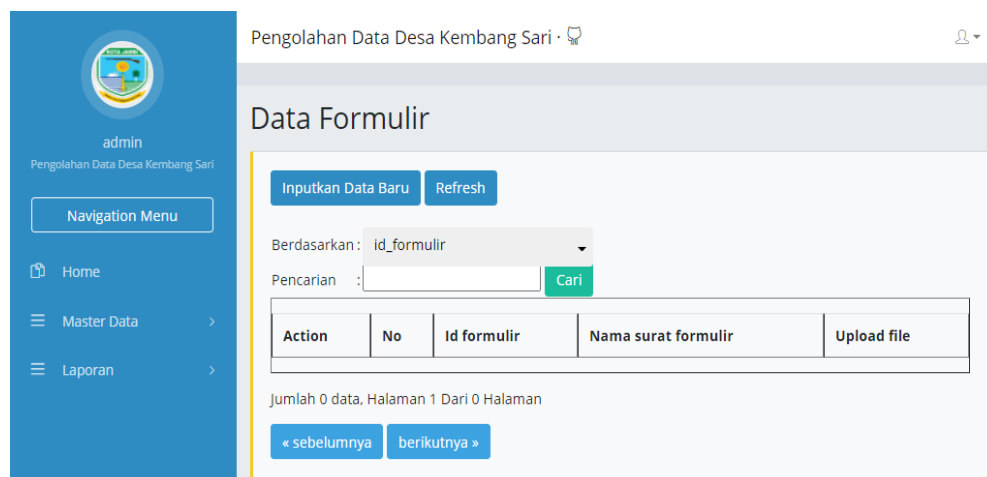 Pengolahan Data Desa Kembang Sari ·
KOTA JAMBI
admin
Pengolahan Data Desa Kembang Sari
Navigation Menu
Home
Master Data
Laporan
Data Formulir
Inputkan Data Baru Refresh
Berdasarkan : id_formulir
Pencarian : Cari
Action No Id formulir Nama surat formulir Upload file
Jumlah 0 data, Halaman 1 Dari 0 Halaman
« sebelumnya berikutnya »